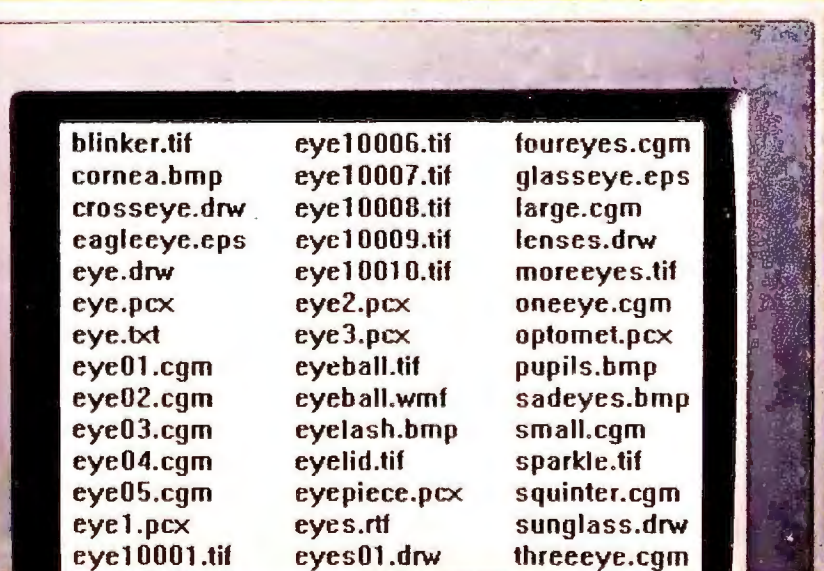 blinker.tif eye10006.tif foureyes.cgm
cornea.bmp eye10007.tif glasseye.eps
crosseye.drw eye10008.tif large.cgm
eagleeye.eps eye10009.tif lenses.drw
eye.drw eye10010.tif moreeyes.tif
eye.pcx eye2.pcx oneeye.cgm
eye.txt eye3.pcx optomet.pcx
eye01.cgm eyeball.tif pupils.bmp
eye02.cgm eyeball.wmf sadeyes.bmp
eye03.cgm eyelash.bmp small.cgm
eye04.cgm eyelid.tif sparkle.tif
eye05.cgm eyepiece.pcx squinter.cgm
eye1.pcx eyes.rtf sunglass.drw
eye10001.tif eyes01.drw threeeye.cgm